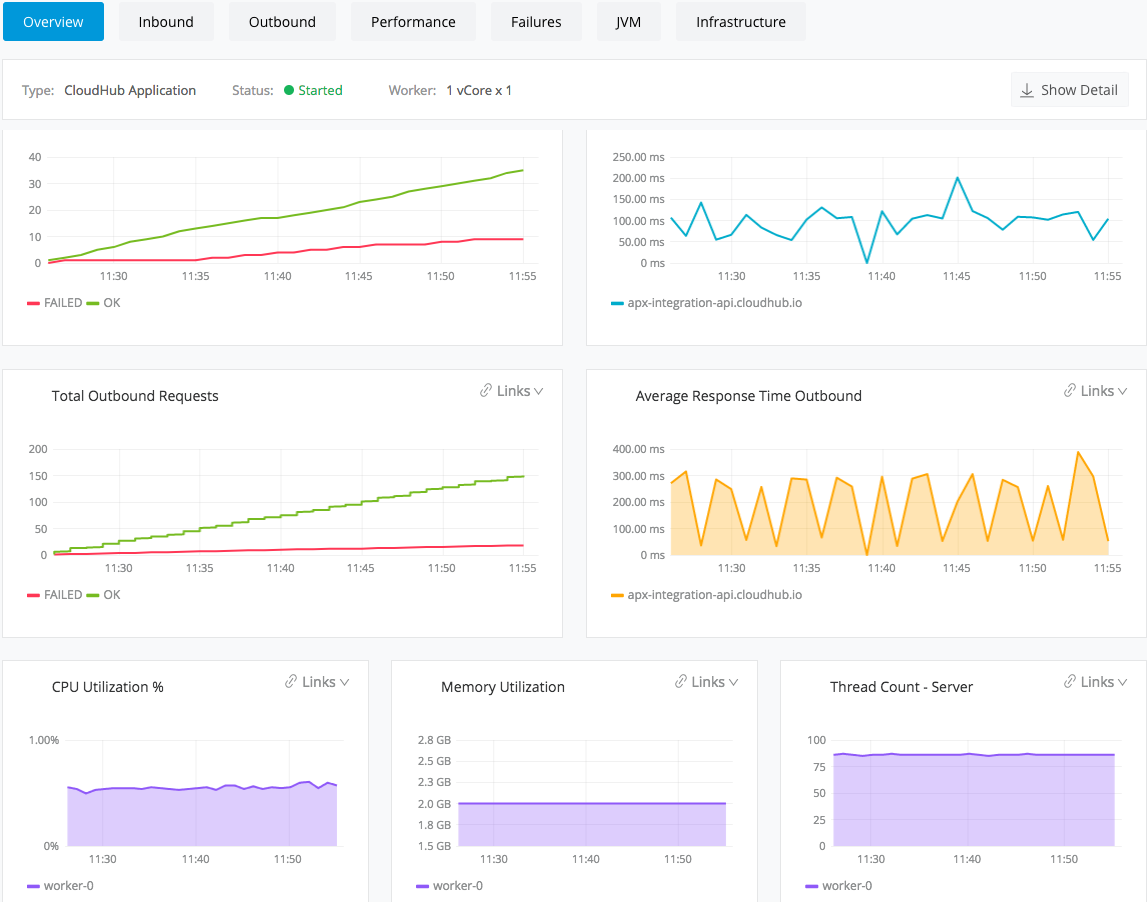 Overview Inbound Outbound Performance Failures JVM Infrastructure
Type: CloudHub Application Status: Started Worker: 1 vCore x 1 Show Detail
40
30
20
10
0
11:30 11:35 11:40 11:45 11:50 11:55
FAILED OK
250.00 ms
200.00 ms
150.00 ms
100.00 ms
50.00 ms
0 ms
11:30 11:35 11:40 11:45 11:50 11:55
apx-integration-api.cloudhub.io
Total Outbound Requests Links
200
150
100
50
0
11:30 11:35 11:40 11:45 11:50 11:55
FAILED OK
Average Response Time Outbound Links
400.00 ms
300.00 ms
200.00 ms
100.00 ms
0 ms
11:30 11:35 11:40 11:45 11:50 11:55
apx-integration-api.cloudhub.io
CPU Utilization % Links
1.00%
0%
11:30 11:40 11:50
worker-0
Memory Utilization Links
2.8 GB
2.5 GB
2.3 GB
2.0 GB
1.8 GB
1.5 GB
11:30 11:40 11:50
worker-0
Thread Count - Server Links
100
75
50
25
0
11:30 11:40 11:50
worker-0